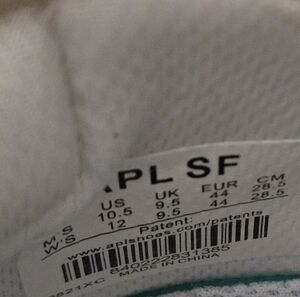 APL SF
US UK EUR CM
M'S 10.5 9.5 44 28.5
W'S 12 9.5 44 28.5
Patent:
www.aplshoes.com/patents
840222831385
MADE IN CHINA